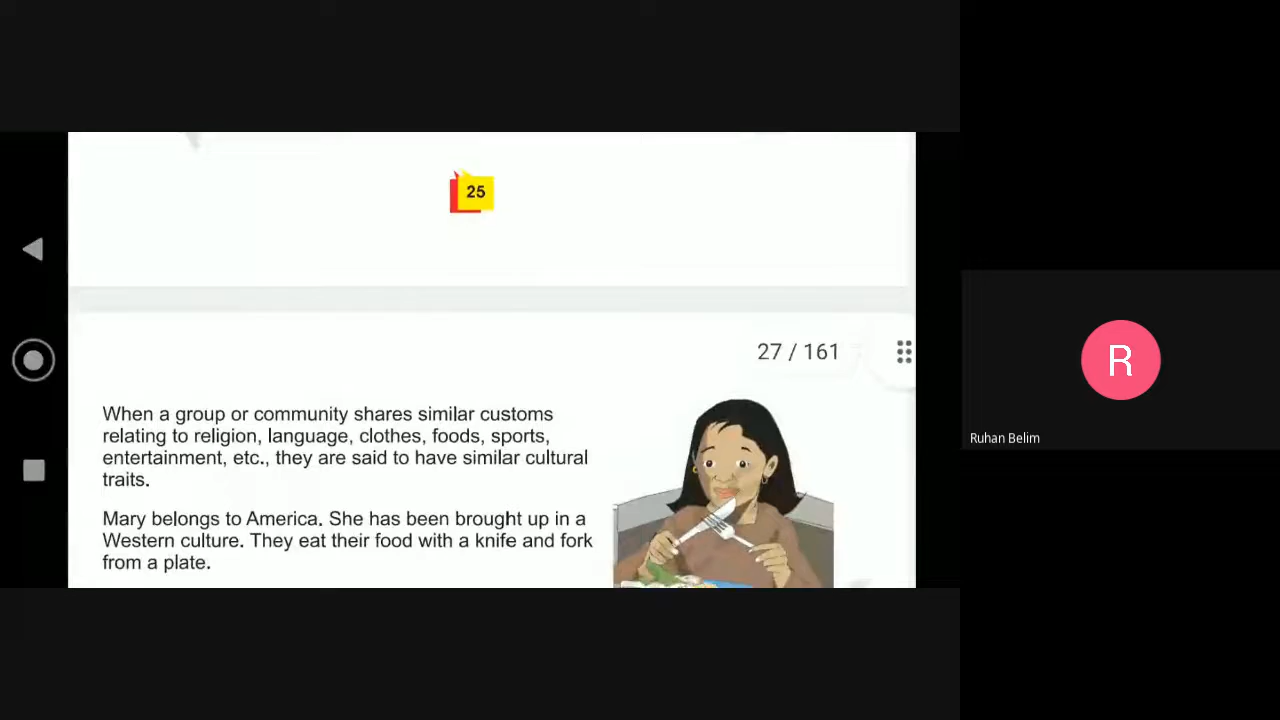 25
27 / 161
When a group or community shares similar customs
relating to religion, language, clothes, foods, sports,
entertainment, etc., they are said to have similar cultural
traits.
Mary belongs to America. She has been brought up in a
Western culture. They eat their food with a knife and fork
from a plate.
R
Ruhan Belim